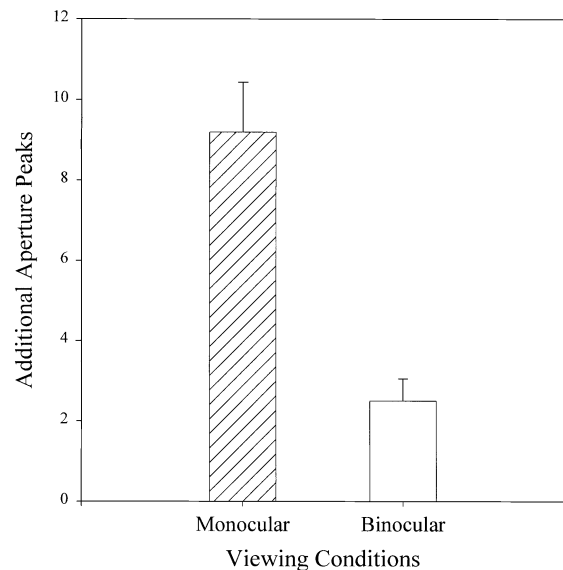 12
10
8
6
4
2
0
Additional Aperture Peaks
Monocular Binocular
Viewing Conditions